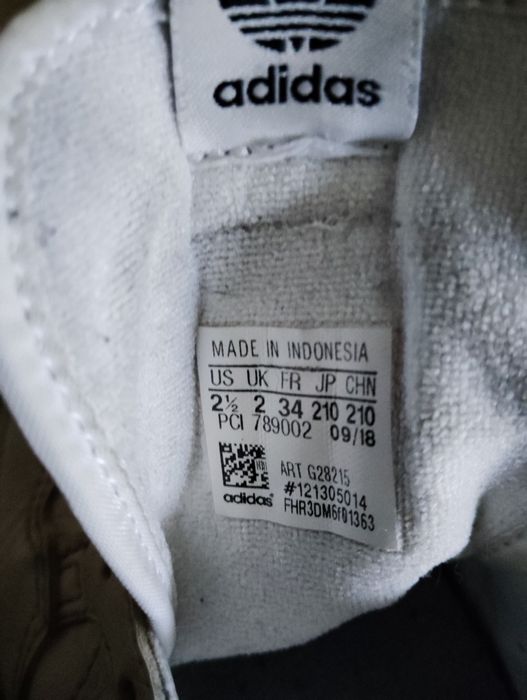 adidas
MADE IN INDONESIA
US UK FR JP CHN
2½ 2 34 210 210
PCI 789002 09/18
ART G28215
#121305014
adidas® FHR3DM6f01363